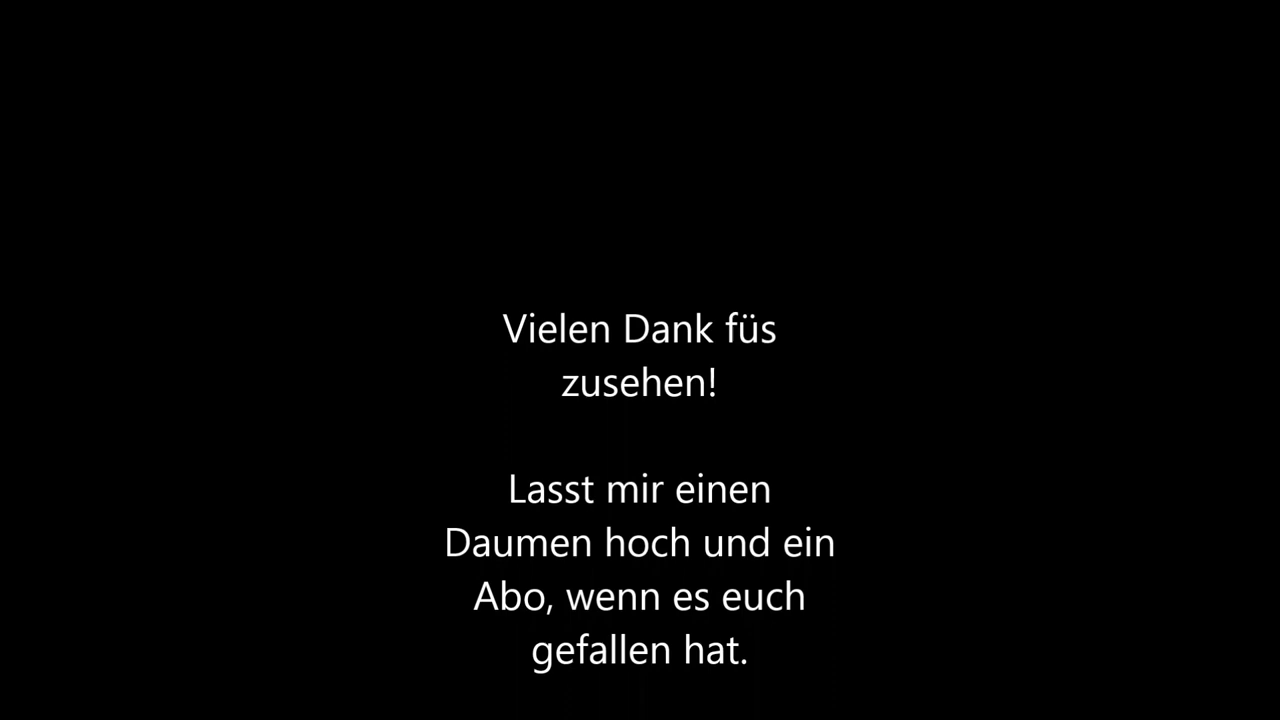 Vielen Dank füs
zusehen!
Lasst mir einen
Daumen hoch und ein
Abo, wenn es euch
gefallen hat.